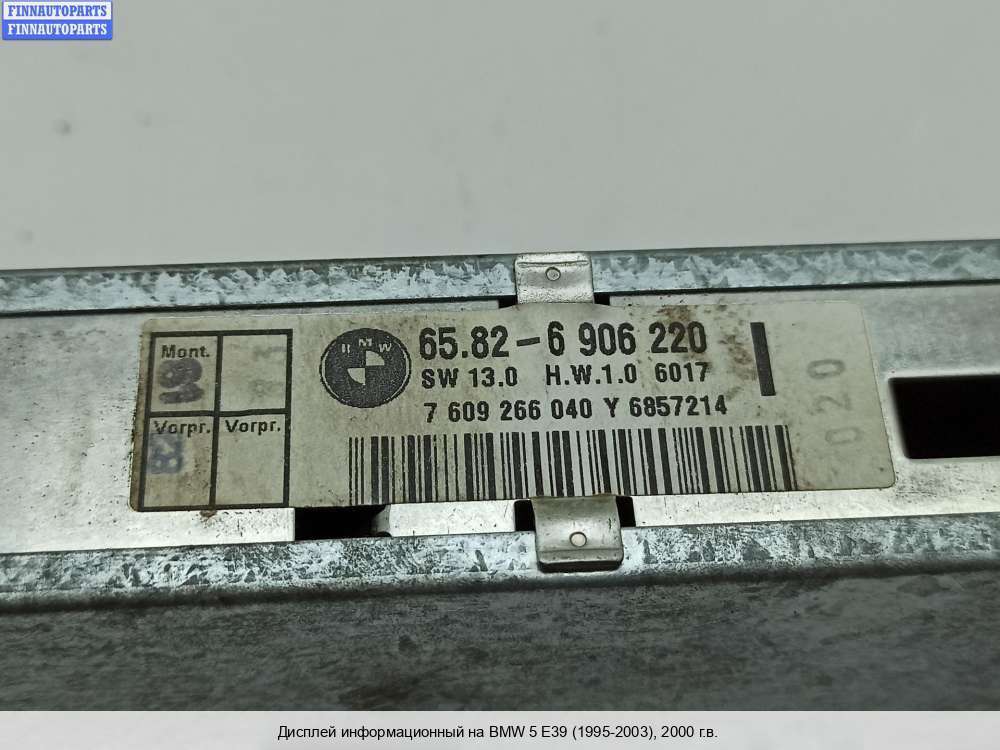 FINNAUTOPARTS
FINNAUTOPARTS
Mont.
Vorpr. Vorpr.
BMW
65.82-6 906 220
SW 13.0 H.W.1.0 6017
7 609 266 040 Y 6857214
020
Дисплей информационный на BMW 5 E39 (1995-2003), 2000 г.в.